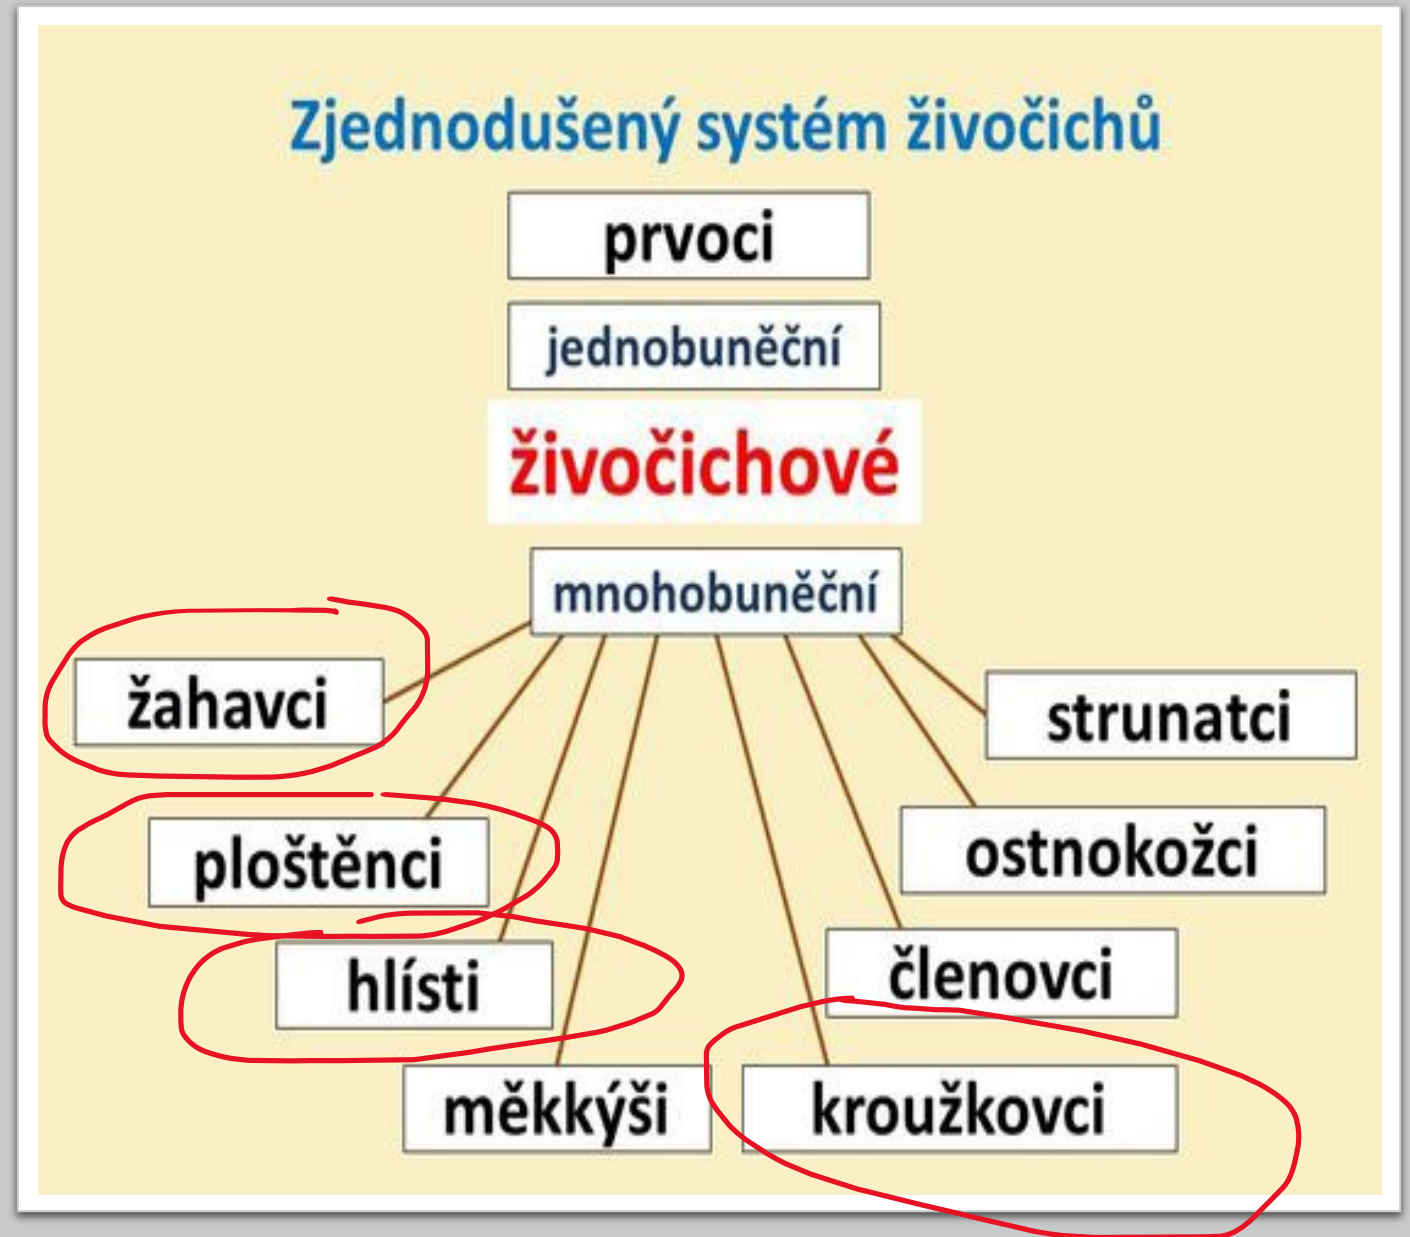 Zjednodušený systém živočichů
prvoci
jednobuněční
živočichové
mnohobuněční
žahavci
strunatci
ploštěnci
ostnokožci
hlísti
členovci
měkkýši
kroužkovci